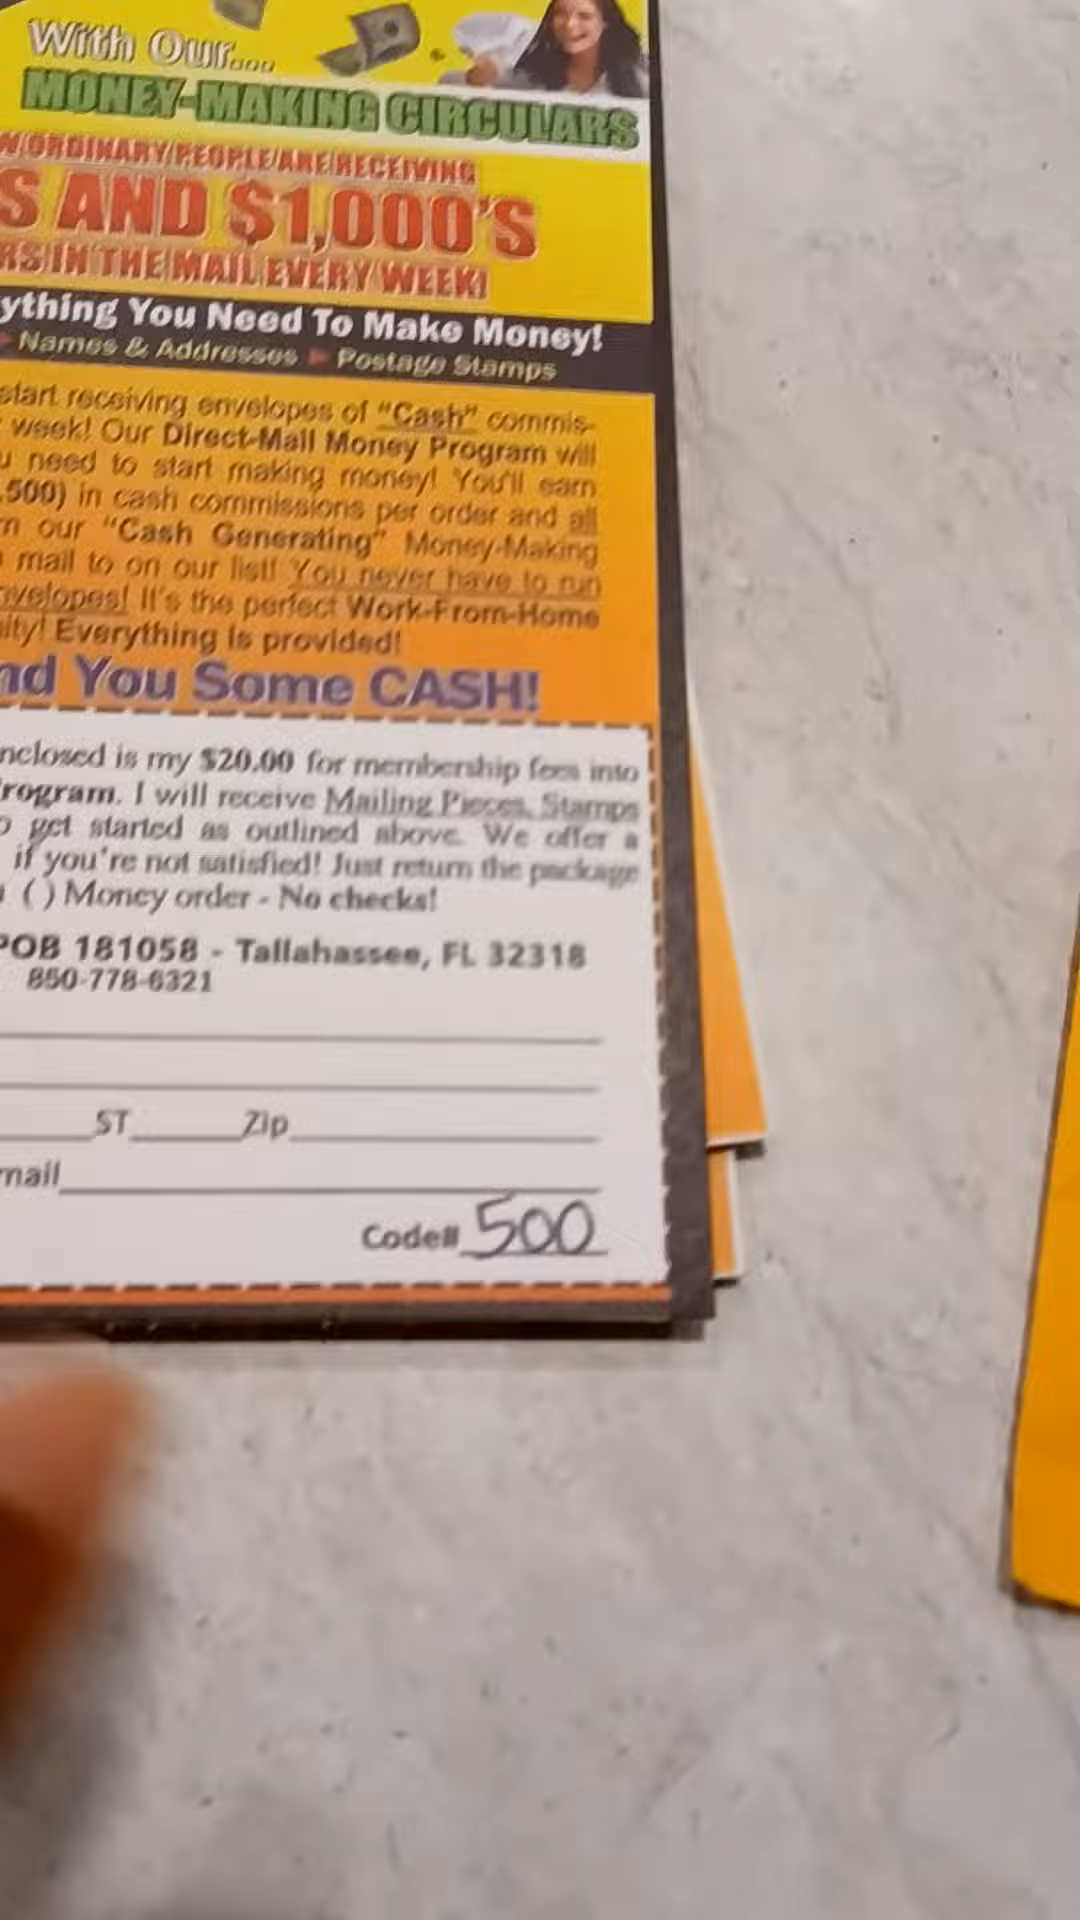 With Our....
MONEY-MAKING CIRCULARS
ORDINARY PEOPLE ARE RECEIVING
S AND $1,000'S
RS IN THE MAIL EVERY WEEK!
ything You Need To Make Money!
Names & Addresses ▶ Postage Stamps
start receiving envelopes of "Cash" commis-
week! Our Direct-Mail Money Program will
u need to start making money! You'll earn
.500) in cash commissions per order and all
m our "Cash Generating" Money-Making
mail to on our list! You never have to run
nvelopes! It's the perfect Work-From-Home
ity! Everything is provided!
nd You Some CASH!
nclosed is my $20.00 for membership fees into
rogram. I will receive Mailing Pieces, Stamps
o get started as outlined above. We offer a
if you're not satisfied! Just return the package
( ) Money order - No checks!
POB 181058 - Tallahassee, FL 32318
850-778-6321
ST______Zip
mail
Code# 500